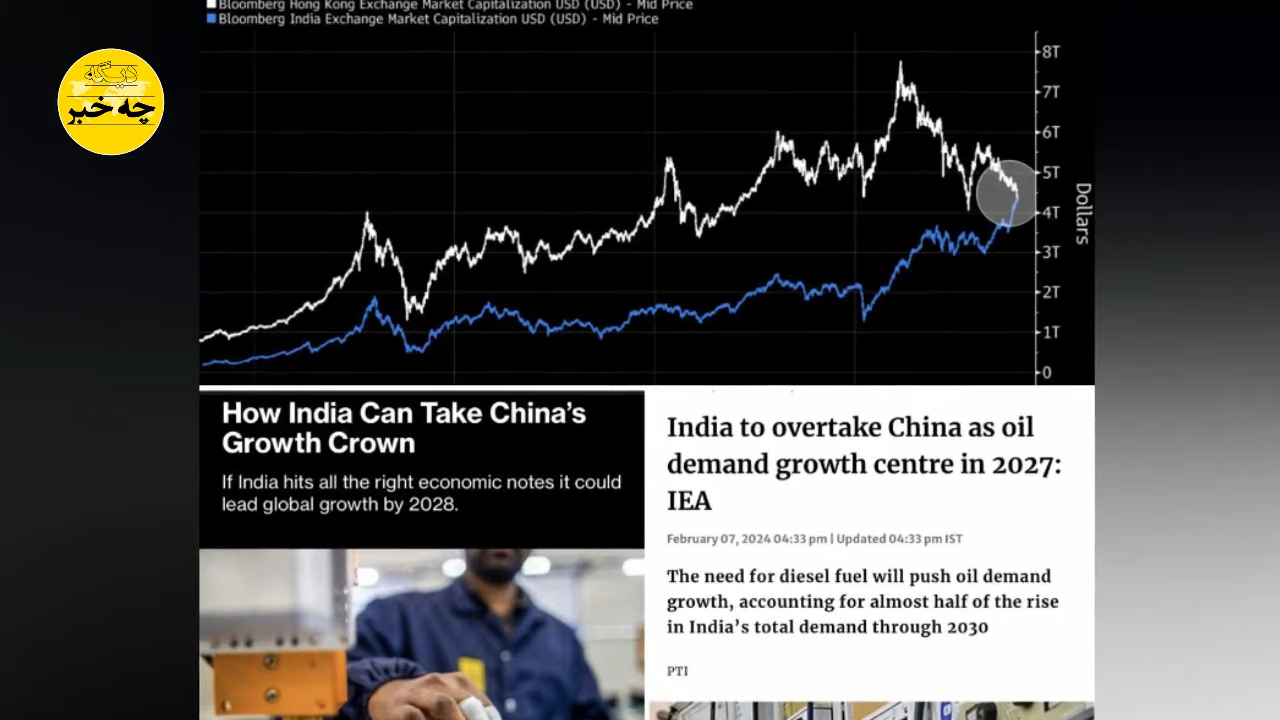 Bloomberg Hong Kong Exchange Market Capitalization USD (USD) - Mid Price
Bloomberg India Exchange Market Capitalization USD (USD) - Mid Price
دیگه
چه خبر
8T
7T
6T
5T
4T
3T
2T
1T
0
Dollars
How India Can Take China’s
Growth Crown
If India hits all the right economic notes it could
lead global growth by 2028.
India to overtake China as oil
demand growth centre in 2027:
IEA
February 07, 2024 04:33 pm | Updated 04:33 pm IST
The need for diesel fuel will push oil demand
growth, accounting for almost half of the rise
in India’s total demand through 2030
PTI